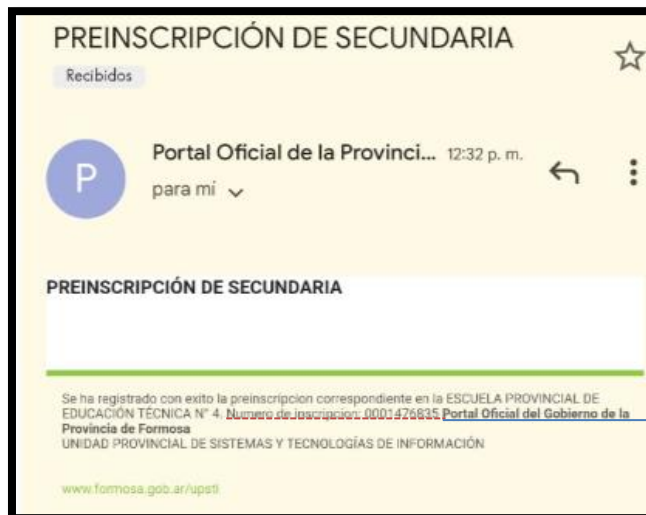 PREINSCRIPCIÓN DE SECUNDARIA
Recibidos
P
Portal Oficial de la Provinci... 12:32 p. m.
para mí
PREINSCRIPCIÓN DE SECUNDARIA
Se ha registrado con exito la preinscripcion correspondiente en la ESCUELA PROVINCIAL DE
EDUCACIÓN TÉCNICA N° 4. Numero de inscripcion: 0001476835 Portal Oficial del Gobierno de la
Provincia de Formosa
UNIDAD PROVINCIAL DE SISTEMAS Y TECNOLOGÍAS DE INFORMACIÓN
www.formosa.gob.ar/upsti